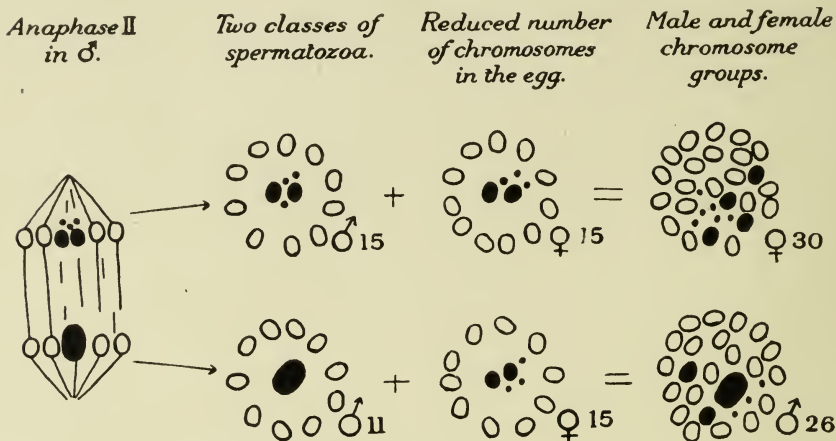 Anaphase II
in ♂.
Two classes of
spermatozoa.
Reduced number
of chromosomes
in the egg.
Male and female
chromosome
groups.
♂ 15 + ♀ 15 = ♀ 30
♂ 11 + ♀ 15 = ♂ 26